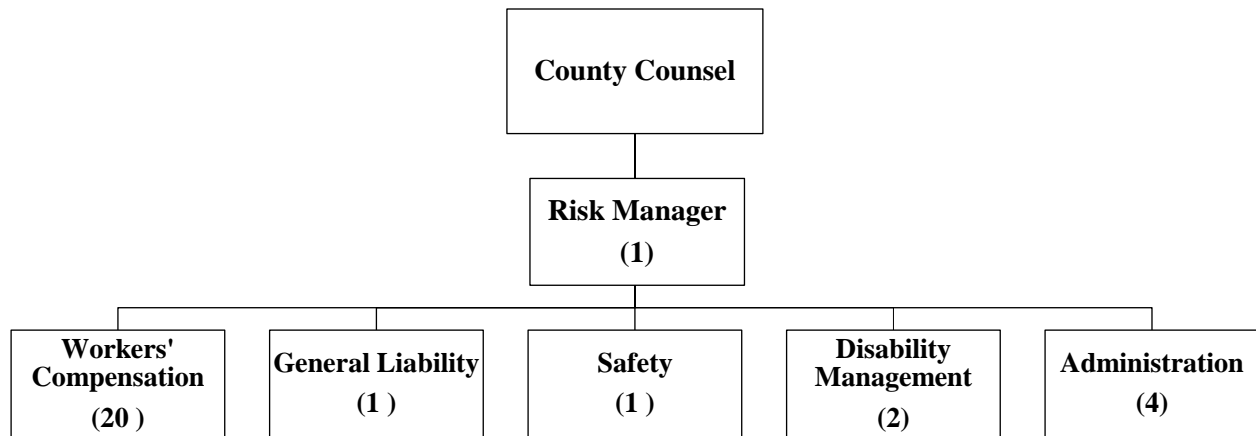 County Counsel
Risk Manager
(1)
Workers'
Compensation
(20 )
General Liability
(1 )
Safety
(1 )
Disability
Management
(2)
Administration
(4)